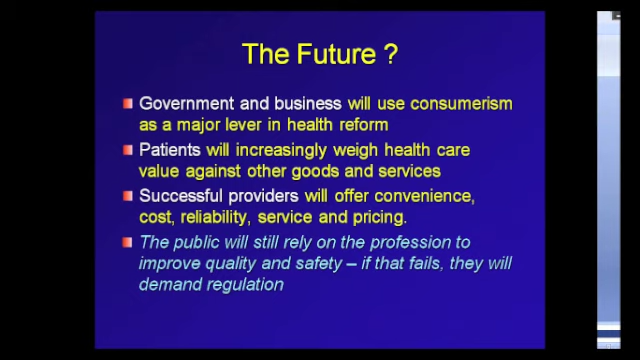 The Future ?
Government and business will use consumerism
as a major lever in health reform
Patients will increasingly weigh health care
value against other goods and services
Successful providers will offer convenience,
cost, reliability, service and pricing.
The public will still rely on the profession to
improve quality and safety – if that fails, they will
demand regulation